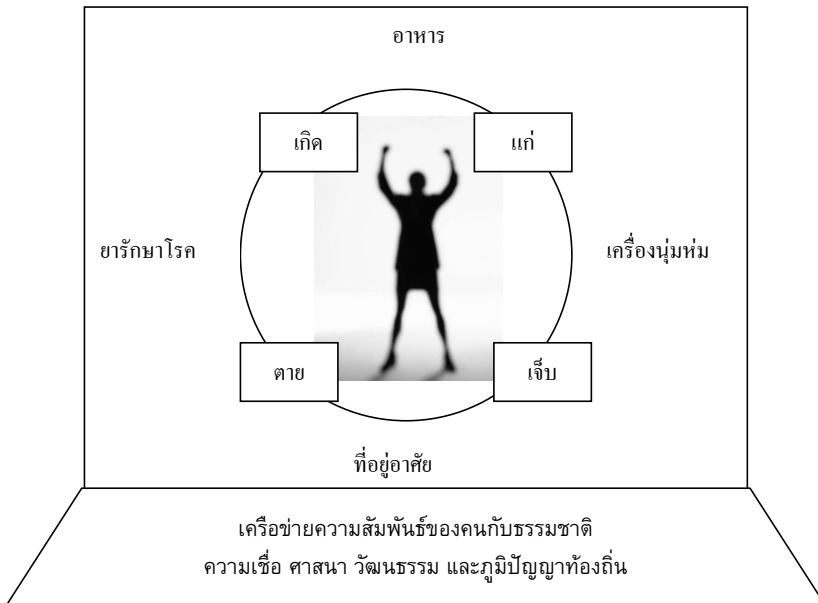 อาหาร
เกิด
แก่
ยารักษาโรค
เครื่องนุ่มห่ม
ตาย
เจ็บ
ที่อยู่อาศัย
เครือข่ายความสัมพันธ์ของคนกับธรรมชาติ
ความเชื่อ ศาสนา วัฒนธรรม และภูมิปัญญาท้องถิ่น